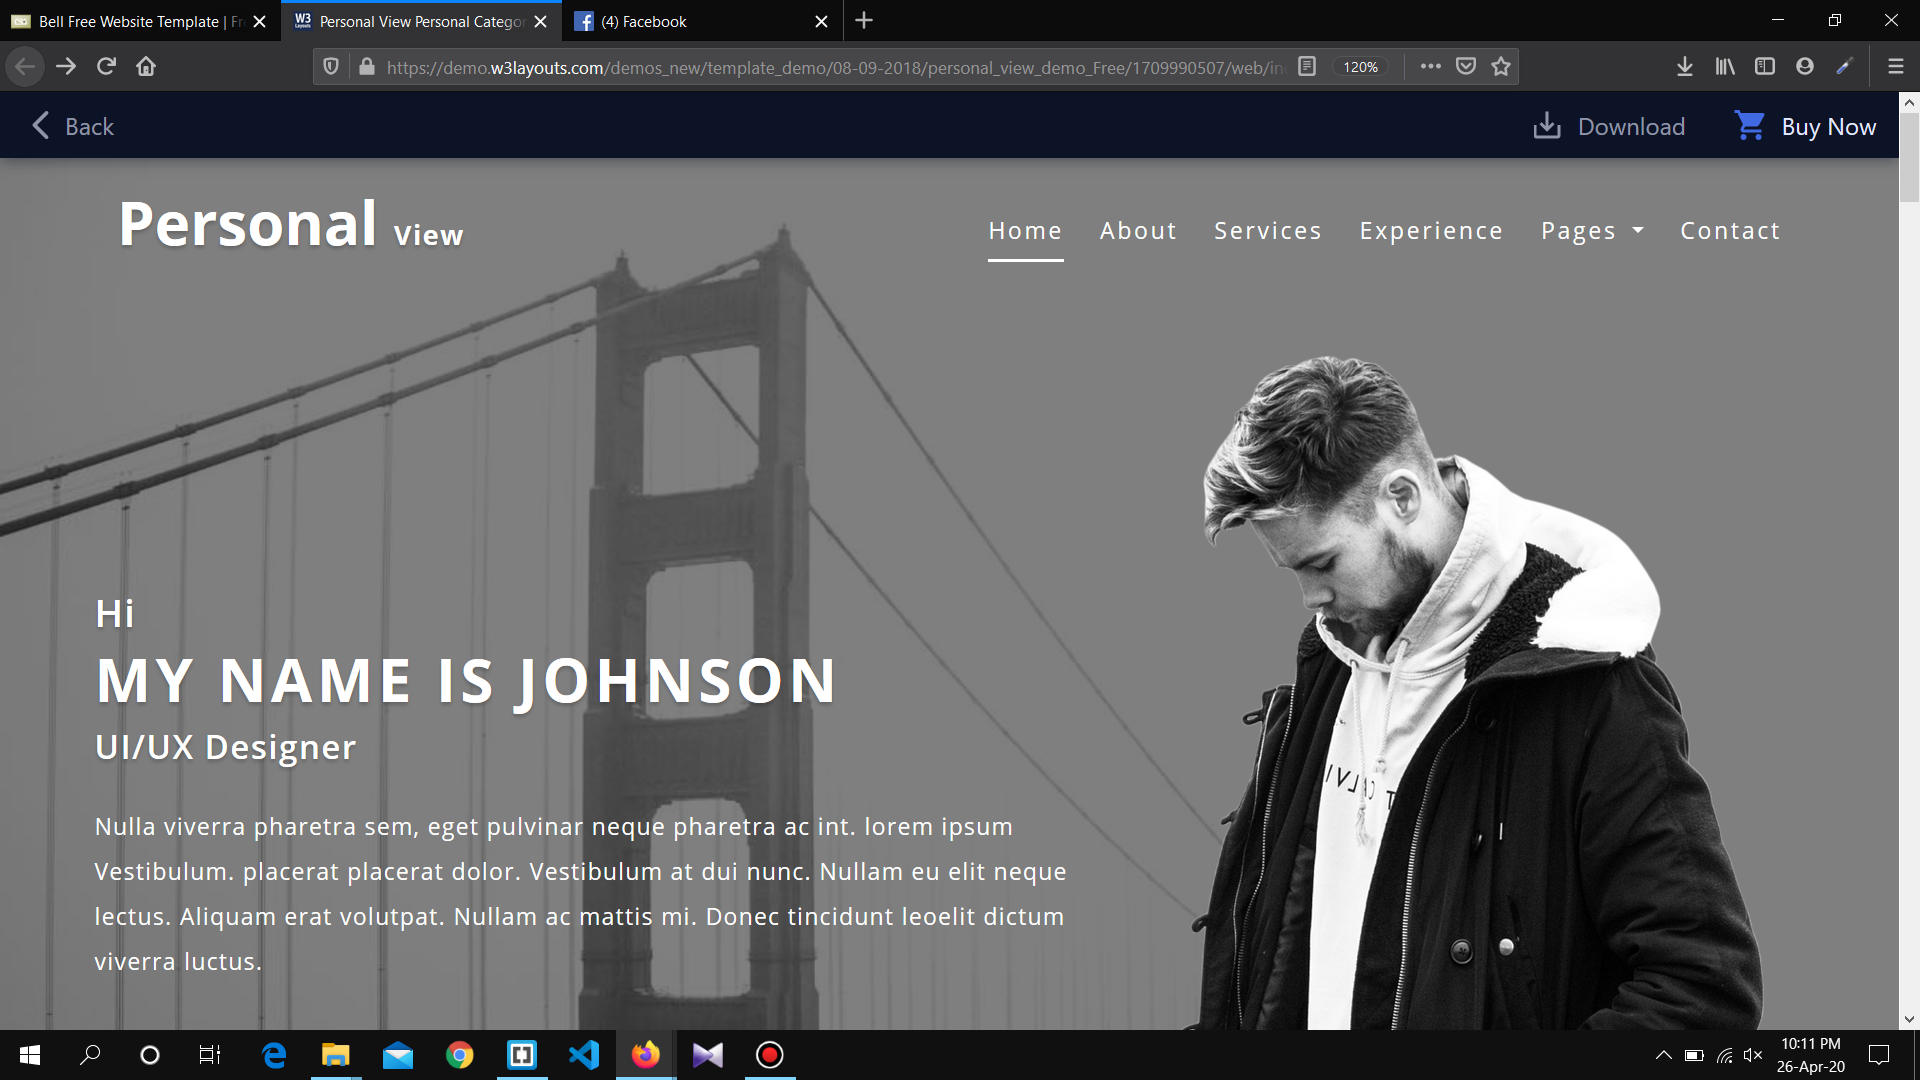 Bell Free Website Template | Fr
Personal View Personal Categor
(4) Facebook
https://demo.w3layouts.com/demos_new/template_demo/08-09-2018/personal_view_demo_Free/1709990507/web/in
120%
Back
Download
Buy Now
Personal View
Home
About
Services
Experience
Pages
Contact
Hi
MY NAME IS JOHNSON
UI/UX Designer
Nulla viverra pharetra sem, eget pulvinar neque pharetra ac int. lorem ipsum
Vestibulum. placerat placerat dolor. Vestibulum at dui nunc. Nullam eu elit neque
lectus. Aliquam erat volutpat. Nullam ac mattis mi. Donec tincidunt leoelit dictum
viverra luctus.
10:11 PM
26-Apr-20